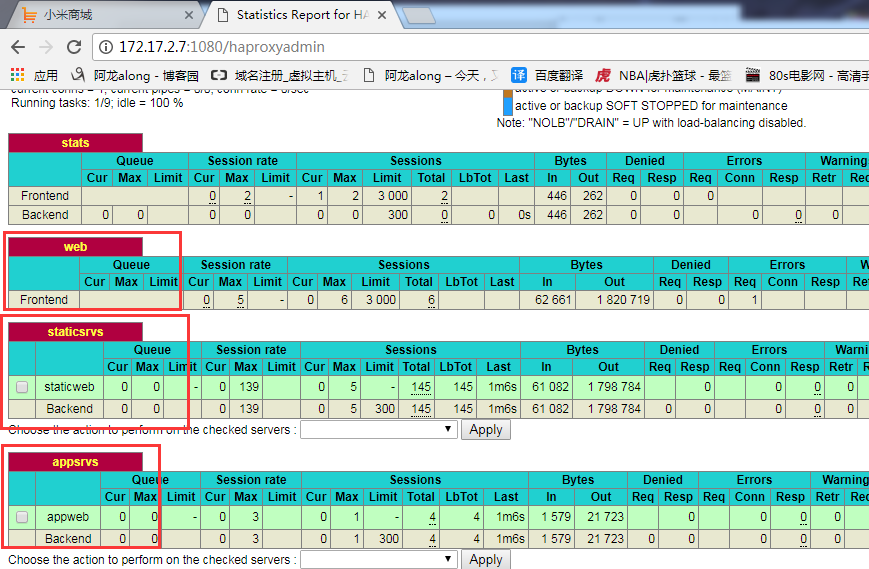 小米商城
Statistics Report for HA
172.17.2.7:1080/haproxyadmin
应用 阿龙along - 博客园 域名注册_虚拟主机_云 阿龙along – 今天，又 译 百度翻译 虎 NBA|虎扑篮球 - 最篮 80s电影网 - 高清手
Running tasks: 1/9; idle = 100 %
active or backup SOFT STOPPED for maintenance
Note: "NOLB"/"DRAIN" = UP with load-balancing disabled.
stats
Queue Session rate Sessions Bytes Denied Errors Warning
Cur Max Limit Cur Max Limit Cur Max Limit Total LbTot Last In Out Req Resp Req Conn Resp Retr Rec
Frontend 0 2 - 1 2 3 000 2 446 262 0 0 0
Backend 0 0 0 0 0 0 300 0 0 0s 446 262 0 0 0 0 0
web
Queue Session rate Sessions Bytes Denied Errors W
Cur Max Limit Cur Max Limit Cur Max Limit Total LbTot Last In Out Req Resp Req Conn Resp Ret
Frontend 0 5 - 0 6 3 000 6 62 661 1 820 719 0 0 1
staticsrvs
Queue Session rate Sessions Bytes Denied Errors Warni
Cur Max Limit Cur Max Limit Cur Max Limit Total LbTot Last In Out Req Resp Req Conn Resp Retr R
staticweb 0 0 - 0 139 0 5 - 145 145 1m6s 61 082 1 798 784 0 0 0 0
Backend 0 0 0 139 0 5 300 145 145 1m6s 61 082 1 798 784 0 0 0 0 0
Choose the action to perform on the checked servers : Apply
appsrvs
Queue Session rate Sessions Bytes Denied Errors Warning
Cur Max Limit Cur Max Limit Cur Max Limit Total LbTot Last In Out Req Resp Req Conn Resp Retr Rec
appweb 0 0 - 0 3 0 1 - 4 4 1m6s 1 579 21 723 0 0 0 0
Backend 0 0 0 3 0 1 300 4 4 1m6s 1 579 21 723 0 0 0 0 0
Choose the action to perform on the checked servers : Apply